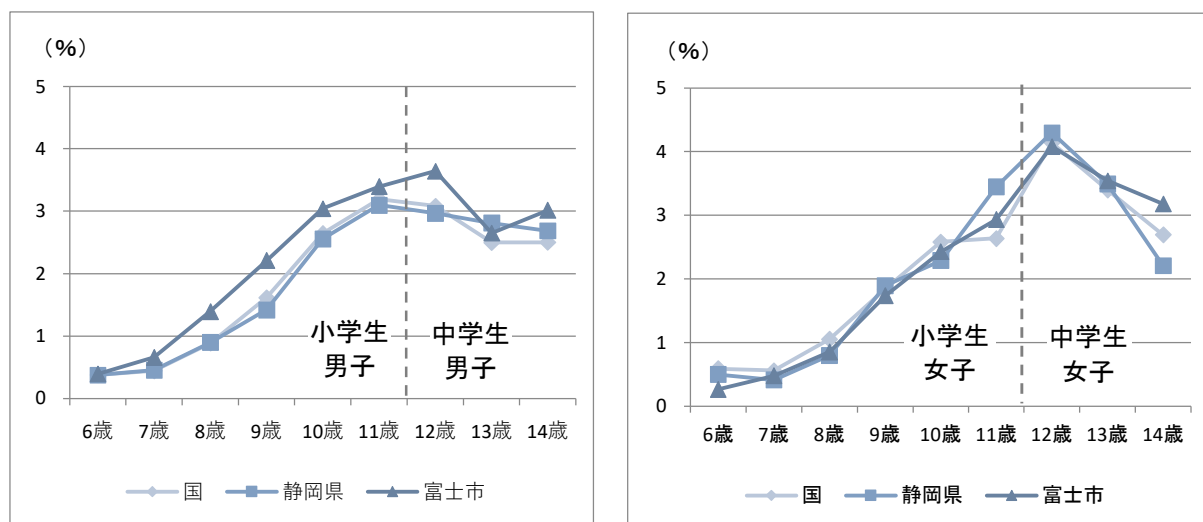 （%）
5
4
3
2
1
0
小学生
男子
中学生
男子
6歳 7歳 8歳 9歳 10歳 11歳 12歳 13歳 14歳
国 静岡県 富士市
（%）
5
4
3
2
1
0
小学生
女子
中学生
女子
6歳 7歳 8歳 9歳 10歳 11歳 12歳 13歳 14歳
国 静岡県 富士市